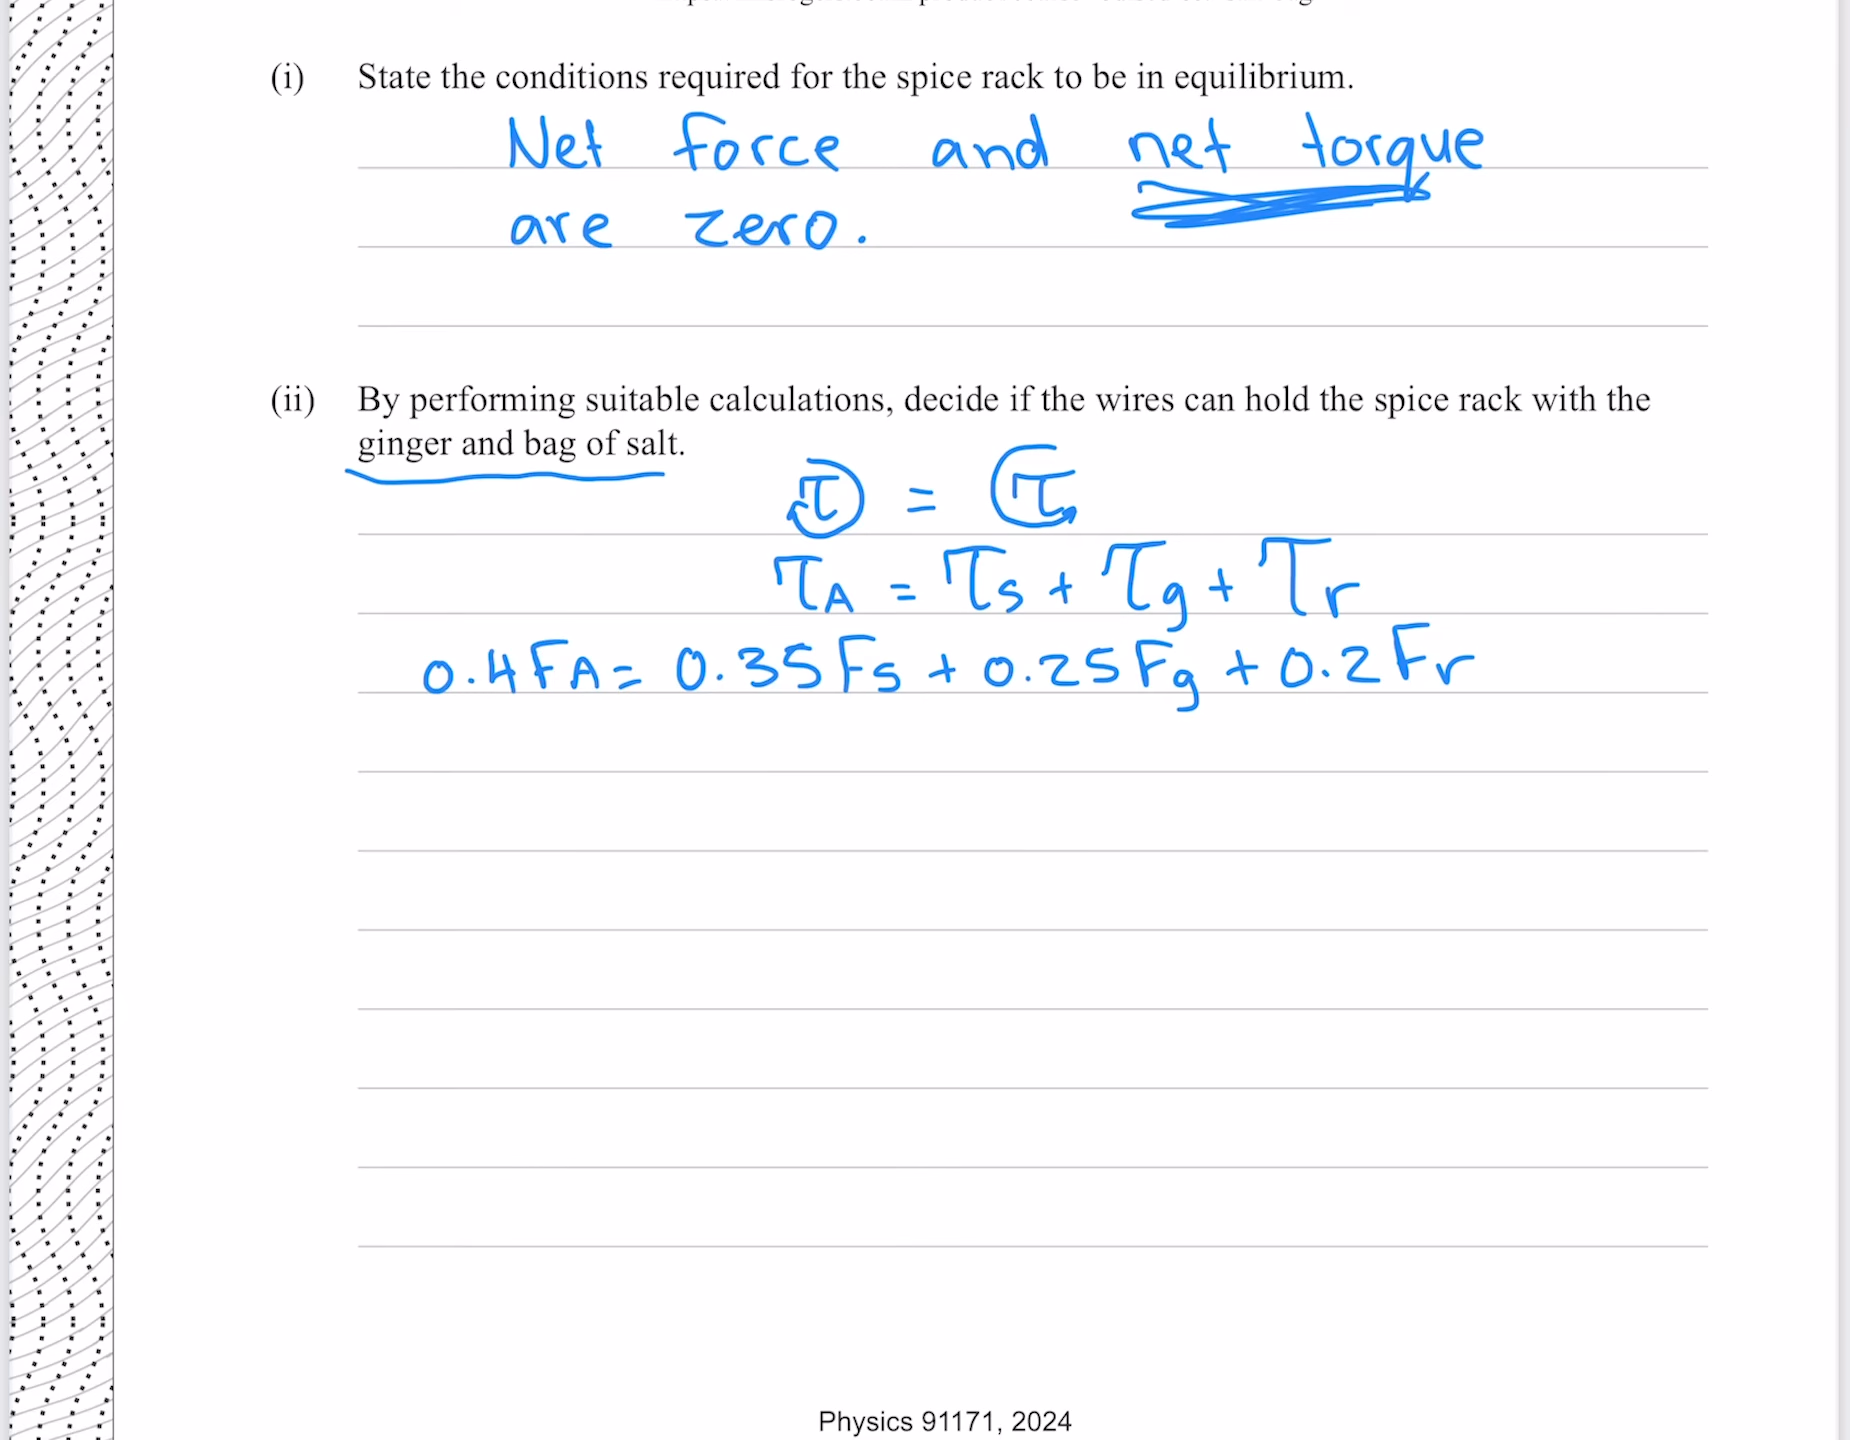 (i) State the conditions required for the spice rack to be in equilibrium.
Net force and net torque
are zero.
(ii) By performing suitable calculations, decide if the wires can hold the spice rack with the
ginger and bag of salt.
τ = τ
τA = τs + τg + τr
0.4FA = 0.35Fs + 0.25Fg + 0.2Fr
Physics 91171, 2024